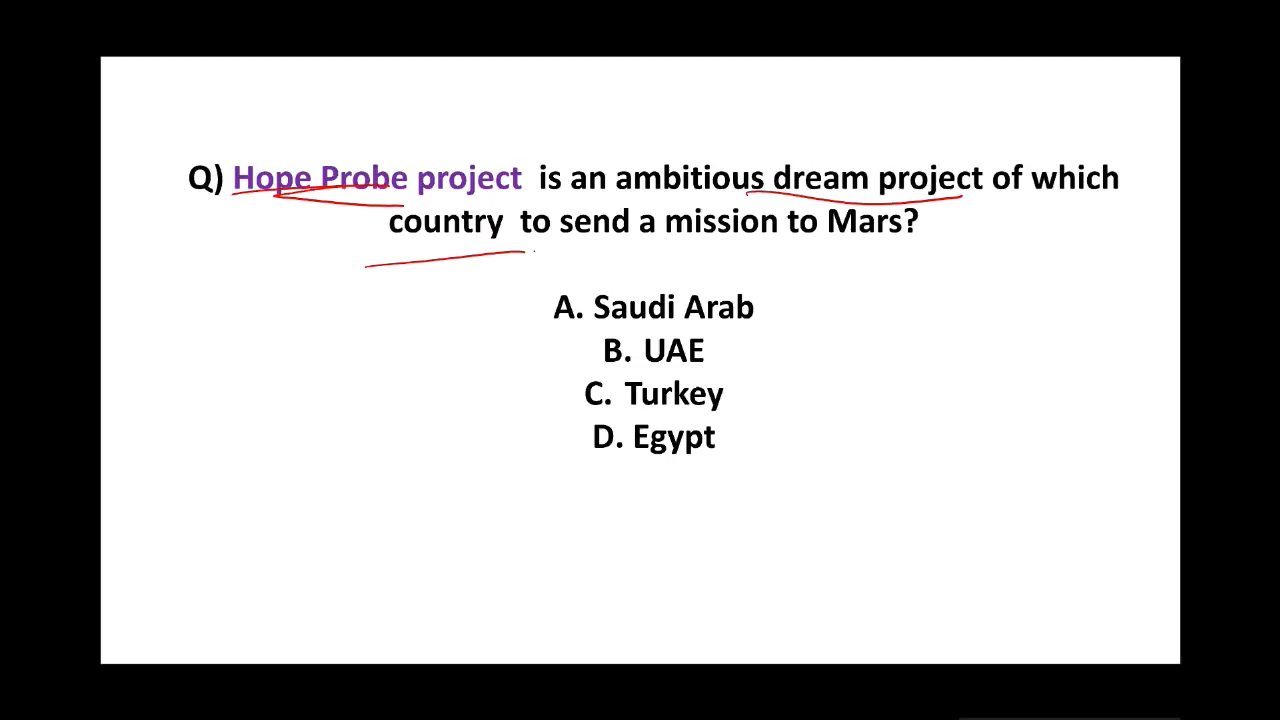 Q) Hope Probe project is an ambitious dream project of which
country to send a mission to Mars?
A. Saudi Arab
B. UAE
C. Turkey
D. Egypt